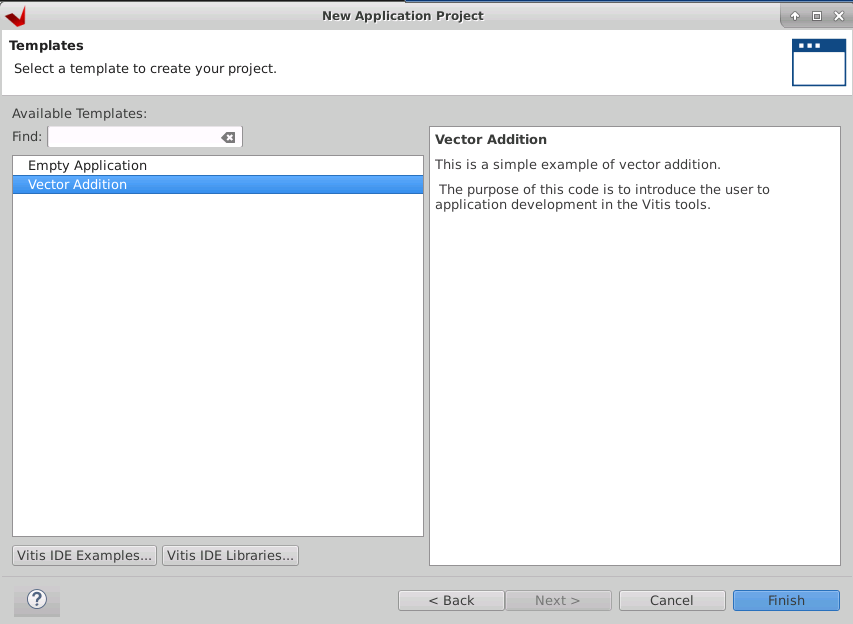 New Application Project
Templates
Select a template to create your project.
Available Templates:
Find:
Empty Application
Vector Addition
Vector Addition
This is a simple example of vector addition.
The purpose of this code is to introduce the user to
application development in the Vitis tools.
Vitis IDE Examples...
Vitis IDE Libraries...
?
< Back
Next >
Cancel
Finish